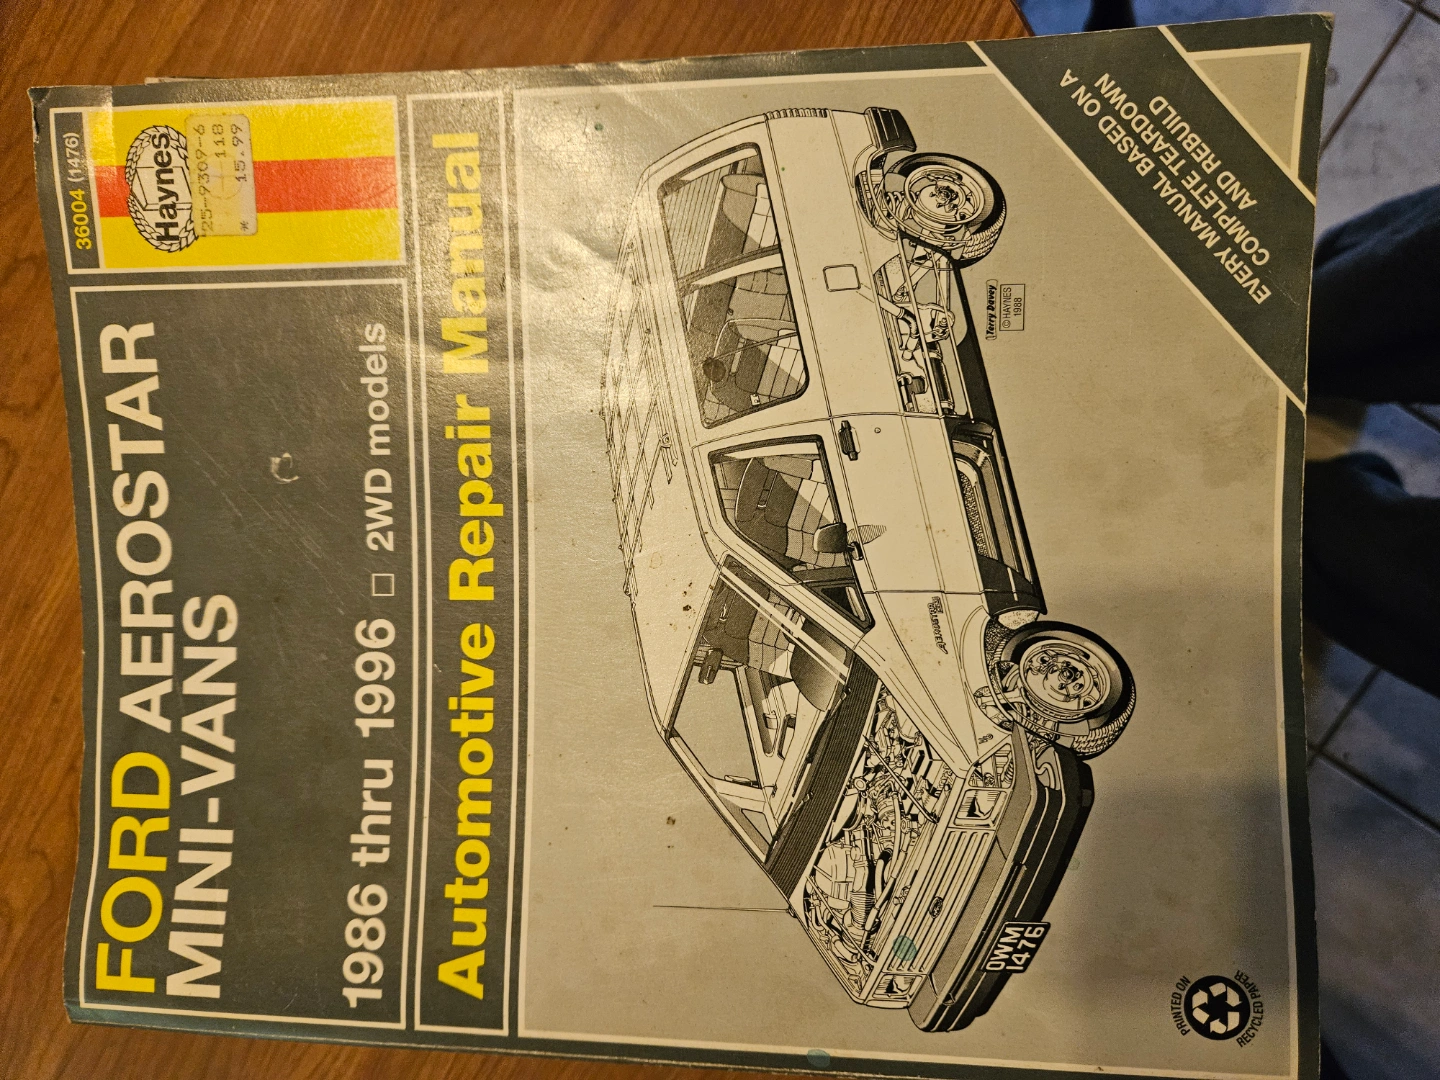 36004 (1476)
Haynes
25-9309-6
118
* 15.99
FORD AEROSTAR
MINI-VANS
1986 thru 1996 □ 2WD models
Automotive Repair Manual
EVERY MANUAL BASED ON A
COMPLETE TEARDOWN
AND REBUILD
Terry Davey
© HAYNES
1988
AEROSTAR
OWM
1476
PRINTED ON
RECYCLED PAPER